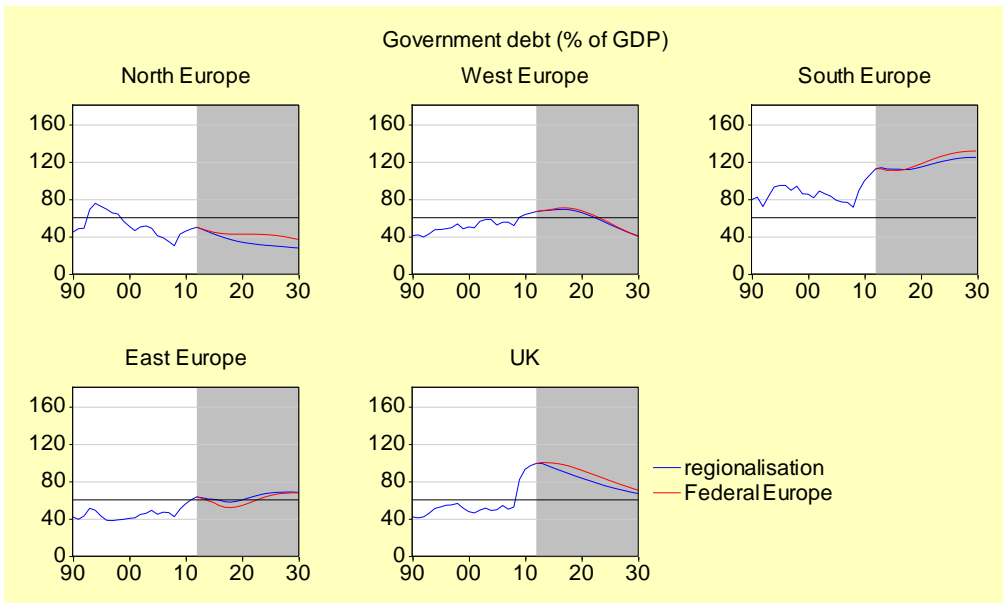 Government debt (% of GDP)
North Europe
West Europe
South Europe
160
120
80
40
0
90 00 10 20 30
160
120
80
40
0
90 00 10 20 30
160
120
80
40
0
90 00 10 20 30
East Europe
UK
160
120
80
40
0
90 00 10 20 30
160
120
80
40
0
90 00 10 20 30
regionalisation
Federal Europe